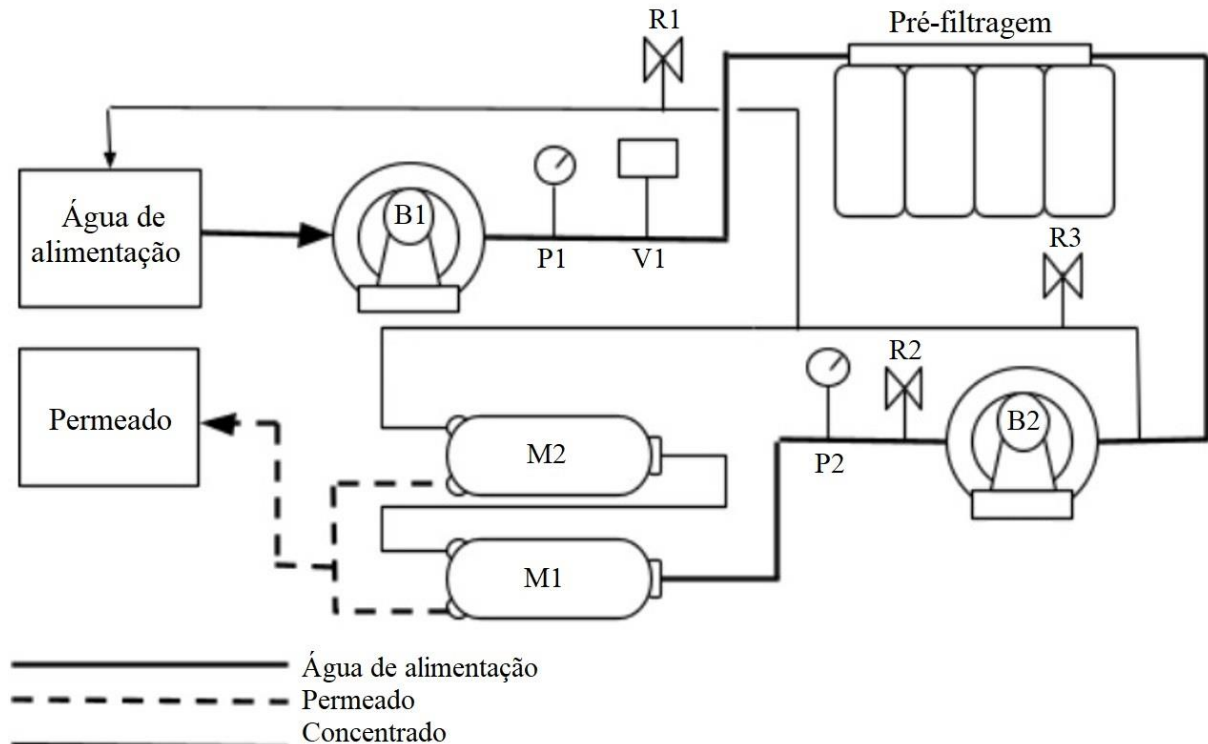 R1
Pré-filtragem
Água de
alimentação
B1
P1
V1
R3
Permeado
R2
B2
P2
M2
M1
Água de alimentação
Permeado
Concentrado